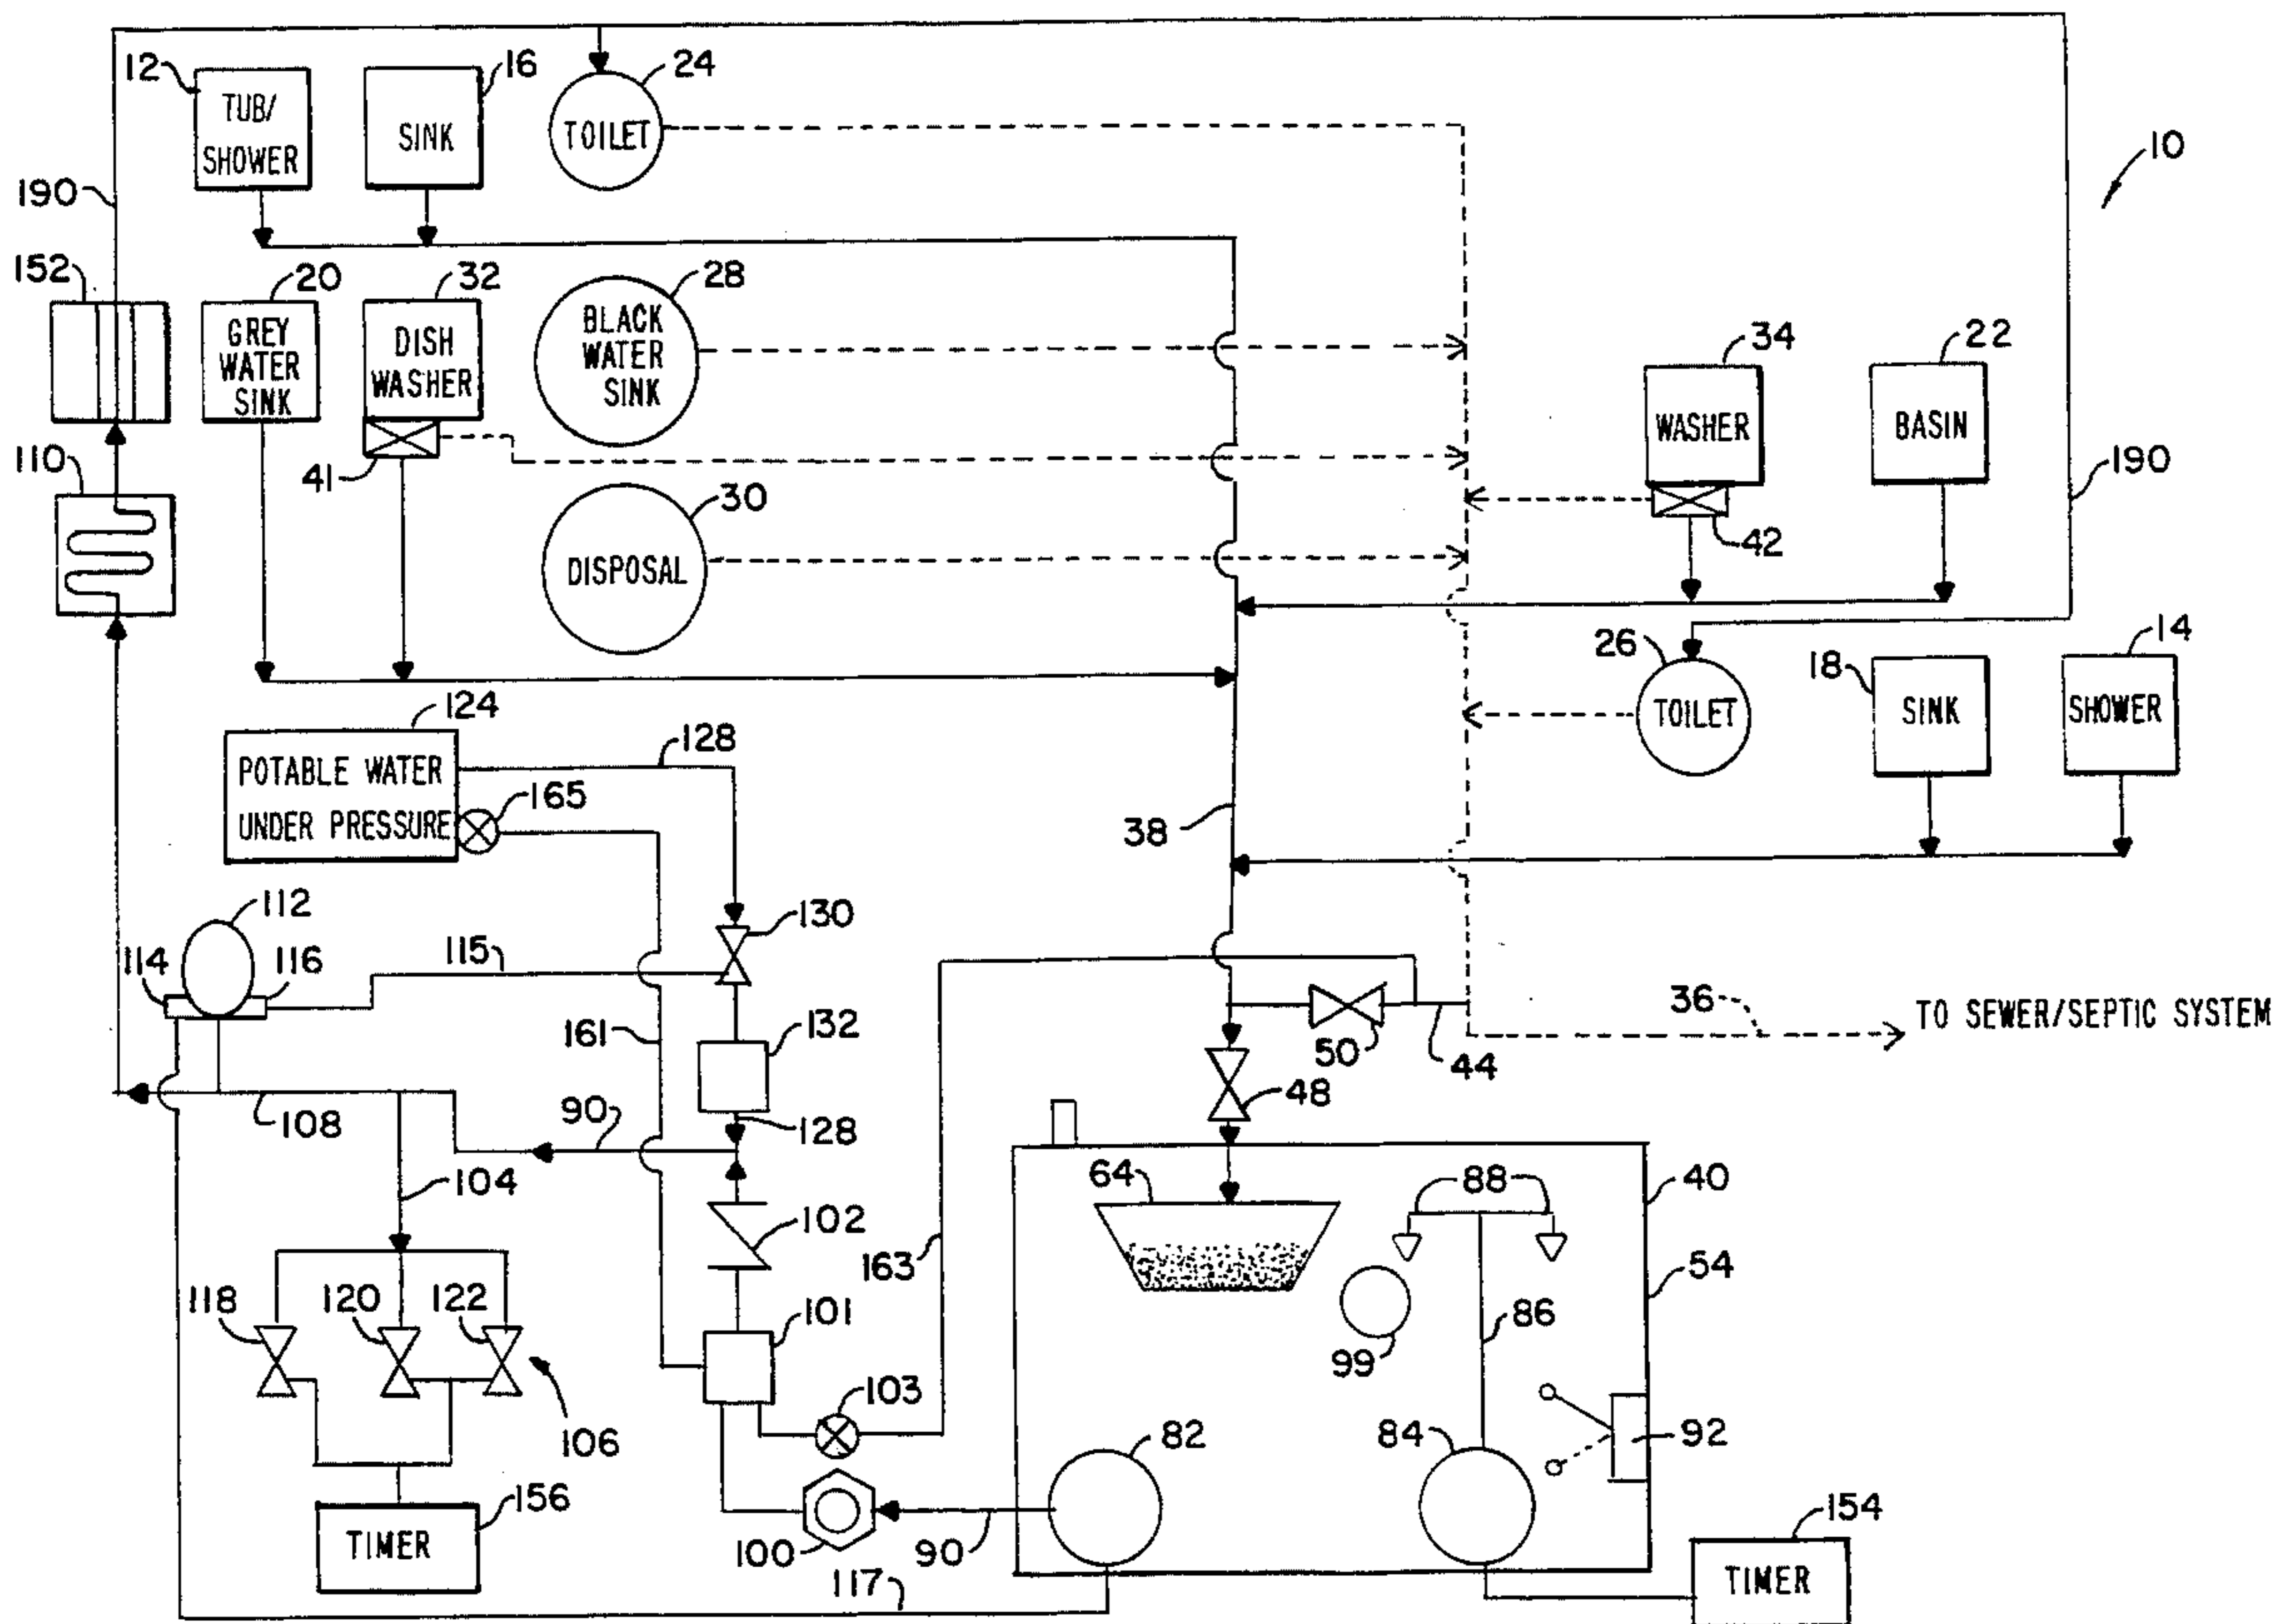 12
TUB/
SHOWER
16
SINK
24
TOILET
10
190
152
20
GREY
WATER
SINK
32
DISH
WASHER
41
28
BLACK
WATER
SINK
34
WASHER
42
22
BASIN
190
110
30
DISPOSAL
26
TOILET
18
SINK
14
SHOWER
124
POTABLE WATER
UNDER PRESSURE
128
165
38
112
114
116
115
130
161
132
50
44
36
TO SEWER/SEPTIC SYSTEM
48
108
90
128
104
102
163
64
88
40
54
118
120
122
106
101
103
99
86
82
84
92
156
TIMER
100
90
117
154
TIMER